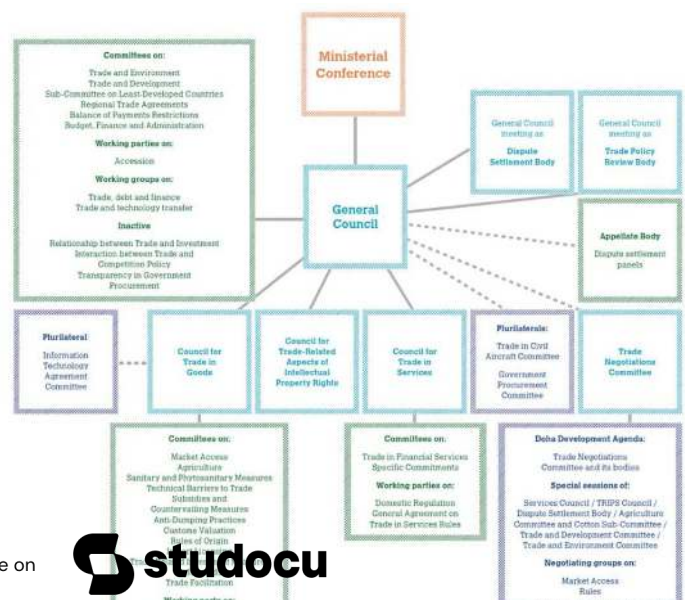 Ministerial
Conference
Committees on:
Trade and Environment
Trade and Development
Sub-Committee on Least-Developed Countries
Regional Trade Agreements
Balance of Payments Restrictions
Budget, Finance and Administration
Working parties on:
Accession
Working groups on:
Trade, debt and finance
Trade and technology transfer
Inactive
Relationship between Trade and Investment
Interaction between Trade and
Competition Policy
Transparency in Government
Procurement
General
Council
General Council
meeting as
Dispute
Settlement Body
General Council
meeting as
Trade Policy
Review Body
Appellate Body
Dispute settlement
panels
Plurilateral
Information
Technology
Agreement
Committee
Council for
Trade in
Goods
Council for
Trade-Related
Aspects of
Intellectual
Property Rights
Council for
Trade in
Services
Plurilaterals:
Trade in Civil
Aircraft Committee
Government
Procurement
Committee
Trade
Negotiations
Committee
Committees on:
Market Access
Agriculture
Sanitary and Phytosanitary Measures
Technical Barriers to Trade
Subsidies and
Countervailing Measures
Anti-Dumping Practices
Customs Valuation
Rules of Origin
Trade Facilitation
Committees on:
Trade in Financial Services
Specific Commitments
Working parties on:
Domestic Regulation
General Agreement on
Trade in Services Rules
Doha Development Agenda:
Trade Negotiations
Committee and its bodies
Special sessions of:
Services Council / TRIPS Council /
Dispute Settlement Body / Agriculture
Committee and Cotton Sub-Committee /
Trade and Development Committee /
Trade and Environment Committee
Negotiating groups on:
Market Access
Rules
e on
studocu